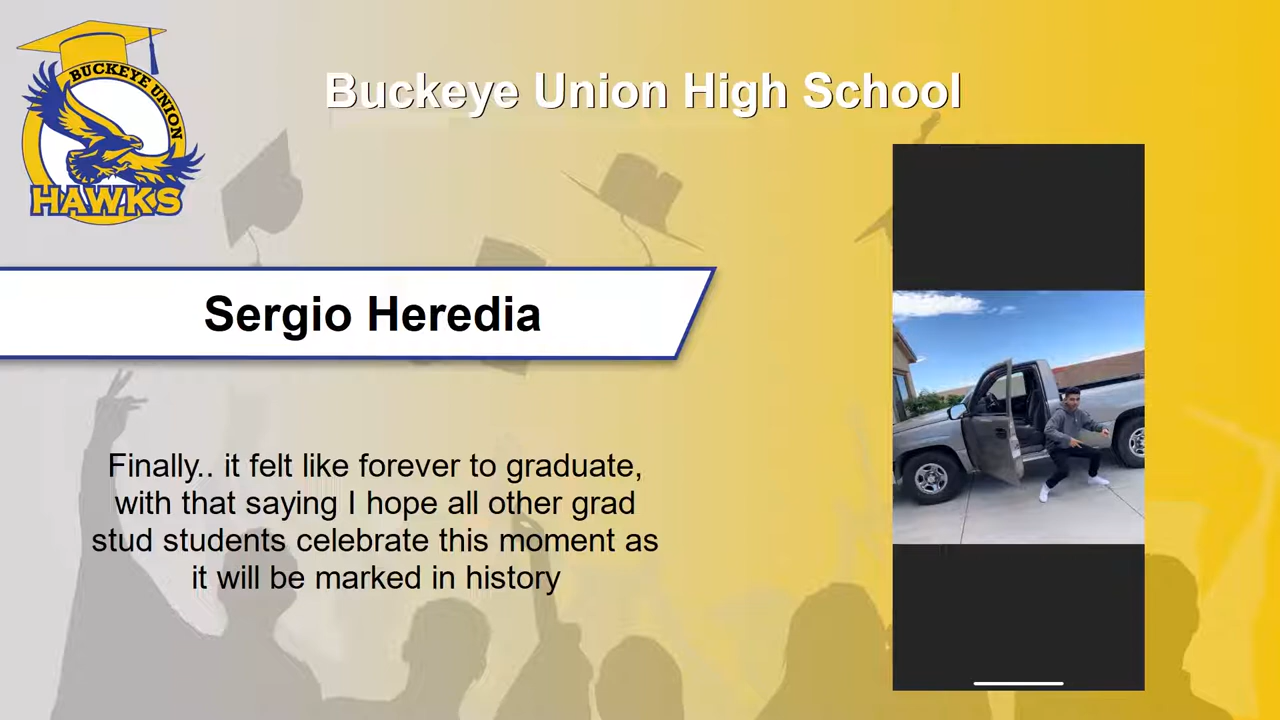 BUCKEYE UNION
HAWKS
Buckeye Union High School
Sergio Heredia
Finally.. it felt like forever to graduate,
with that saying I hope all other grad
stud students celebrate this moment as
it will be marked in history